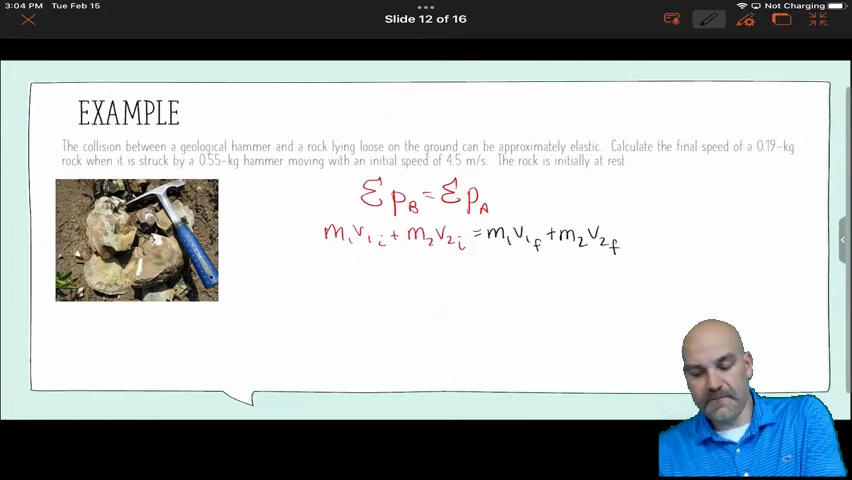 3:04 PM Tue Feb 15
Not Charging
Slide 12 of 16
EXAMPLE
The collision between a geological hammer and a rock lying loose on the ground can be approximately elastic. Calculate the final speed of a 0.19-kg
rock when it is struck by a 0.55-kg hammer moving with an initial speed of 4.5 m/s. The rock is initially at rest.
Σ p_B = Σ p_A
m₁v₁ᵢ + m₂v₂ᵢ = m₁v₁f + m₂v₂f